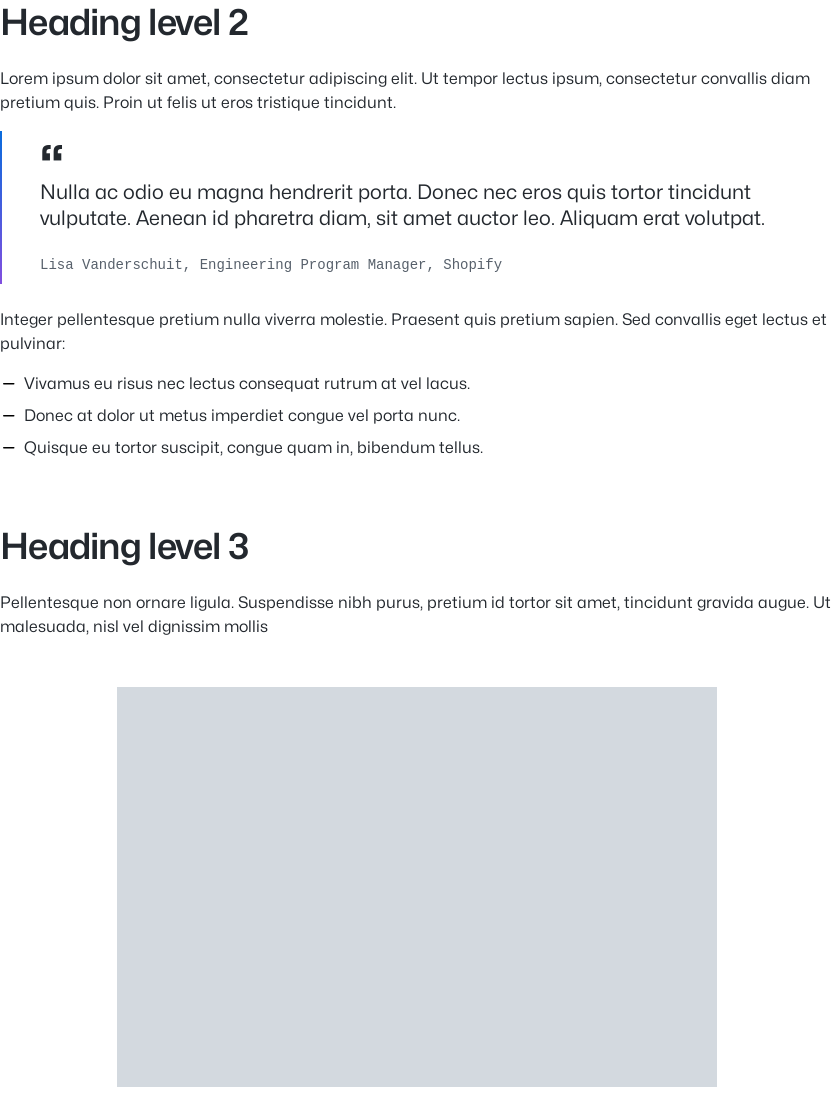 Heading level 2
Lorem ipsum dolor sit amet, consectetur adipiscing elit. Ut tempor lectus ipsum, consectetur convallis diam
pretium quis. Proin ut felis ut eros tristique tincidunt.
“
Nulla ac odio eu magna hendrerit porta. Donec nec eros quis tortor tincidunt
vulputate. Aenean id pharetra diam, sit amet auctor leo. Aliquam erat volutpat.
Lisa Vanderschuit, Engineering Program Manager, Shopify
Integer pellentesque pretium nulla viverra molestie. Praesent quis pretium sapien. Sed convallis eget lectus et
pulvinar:
— Vivamus eu risus nec lectus consequat rutrum at vel lacus.
— Donec at dolor ut metus imperdiet congue vel porta nunc.
— Quisque eu tortor suscipit, congue quam in, bibendum tellus.
Heading level 3
Pellentesque non ornare ligula. Suspendisse nibh purus, pretium id tortor sit amet, tincidunt gravida augue. Ut
malesuada, nisl vel dignissim mollis